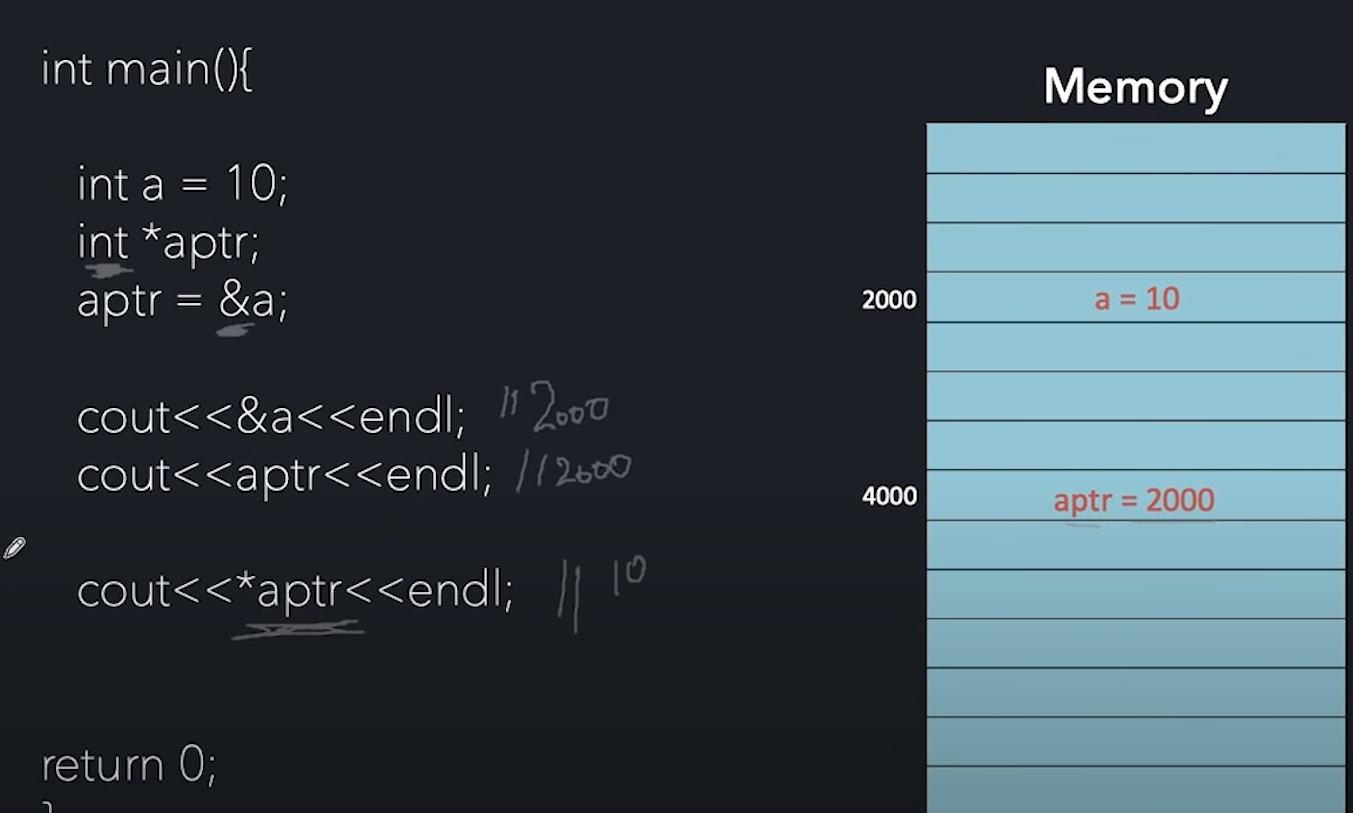 int main(){
int a = 10;
int *aptr;
aptr = &a;
cout<<&a<<endl; // 2000
cout<<aptr<<endl; // 2000
cout<<*aptr<<endl; // 10
return 0;
}
Memory
2000 a = 10
4000 aptr = 2000